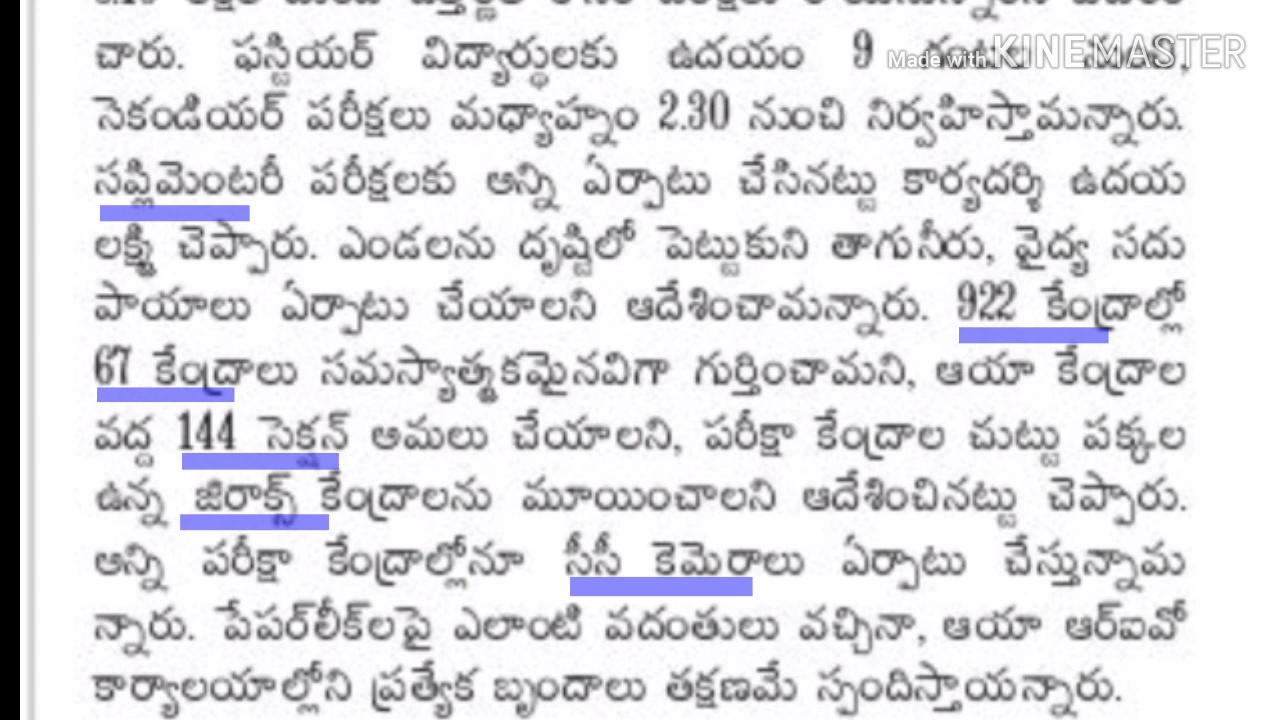 చారు. ఫస్టియర్ విద్యార్థులకు ఉదయం 9
Made with KINEMASTER
సెకండియర్ పరీక్షలు మధ్యాహ్నం 2.30 నుంచి నిర్వహిస్తామన్నారు.
సప్లిమెంటరీ పరీక్షలకు అన్ని ఏర్పాటు చేసినట్టు కార్యదర్శి ఉదయ
లక్ష్మి చెప్పారు. ఎండలను దృష్టిలో పెట్టుకుని తాగునీరు, వైద్య సదు
పాయాలు ఏర్పాటు చేయాలని ఆదేశించామన్నారు. 922 కేంద్రాల్లో
67 కేంద్రాలు సమస్యాత్మకమైనవిగా గుర్తించామని, ఆయా కేంద్రాల
వద్ద 144 సెక్షన్ అమలు చేయాలని, పరీక్షా కేంద్రాల చుట్టు పక్కల
ఉన్న జిరాక్స్ కేంద్రాలను మూయించాలని ఆదేశించినట్టు చెప్పారు.
అన్ని పరీక్షా కేంద్రాల్లోనూ సీసీ కెమెరాలు ఏర్పాటు చేస్తున్నామ
న్నారు. పేపర్‌లీక్‌లపై ఎలాంటి వదంతులు వచ్చినా, ఆయా ఆర్ఐవో
కార్యాలయాల్లోని ప్రత్యేక బృందాలు తక్షణమే స్పందిస్తాయన్నారు.